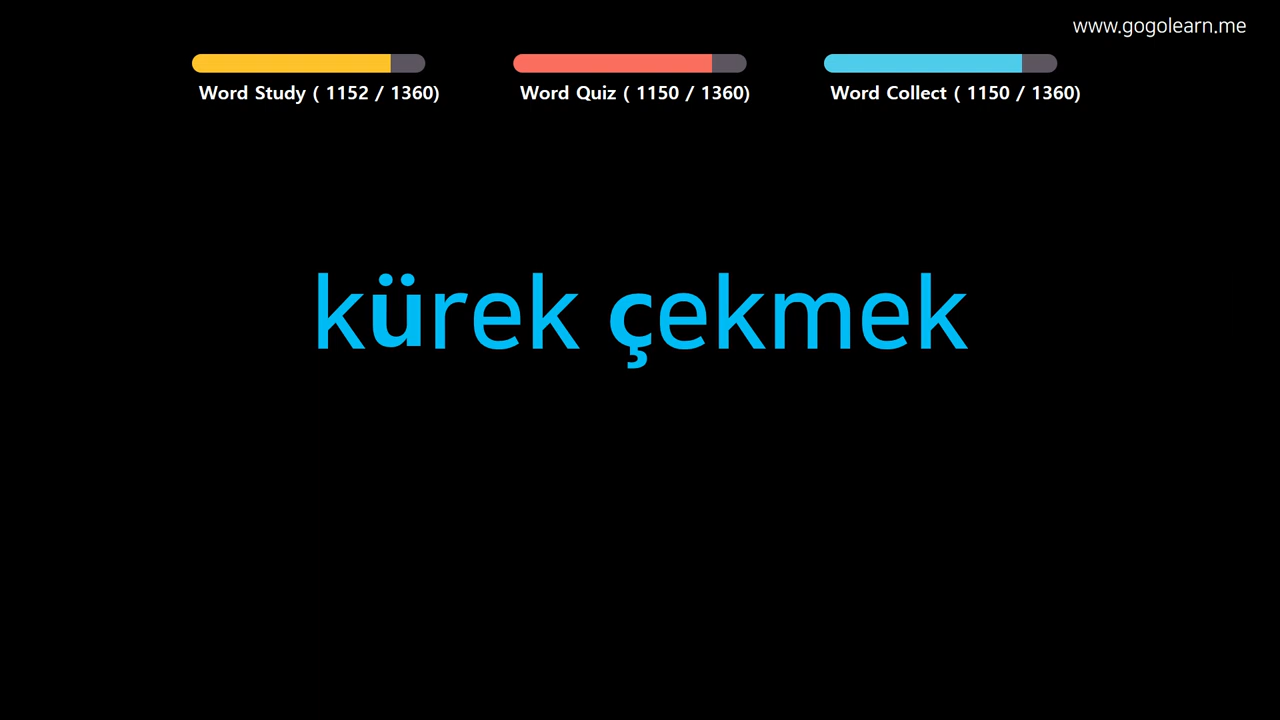 www.gogolearn.me
Word Study ( 1152 / 1360)
Word Quiz ( 1150 / 1360)
Word Collect ( 1150 / 1360)
kürek çekmek